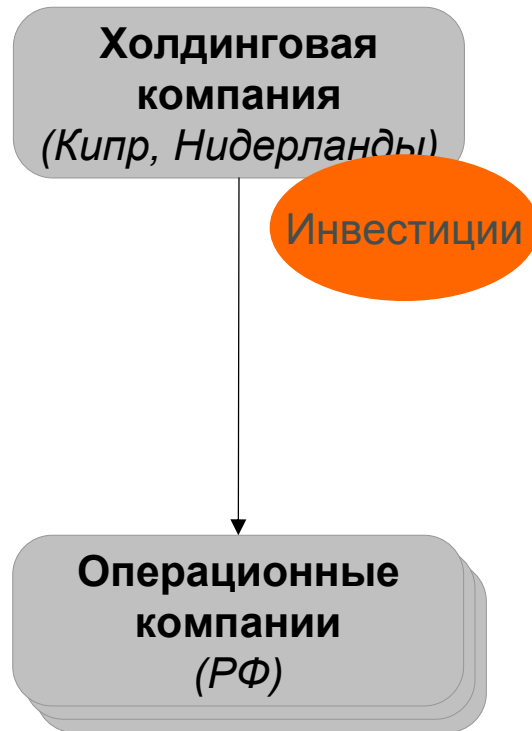 Холдинговая
компания
(Кипр, Нидерланды)
Инвестиции
Операционные
компании
(РФ)